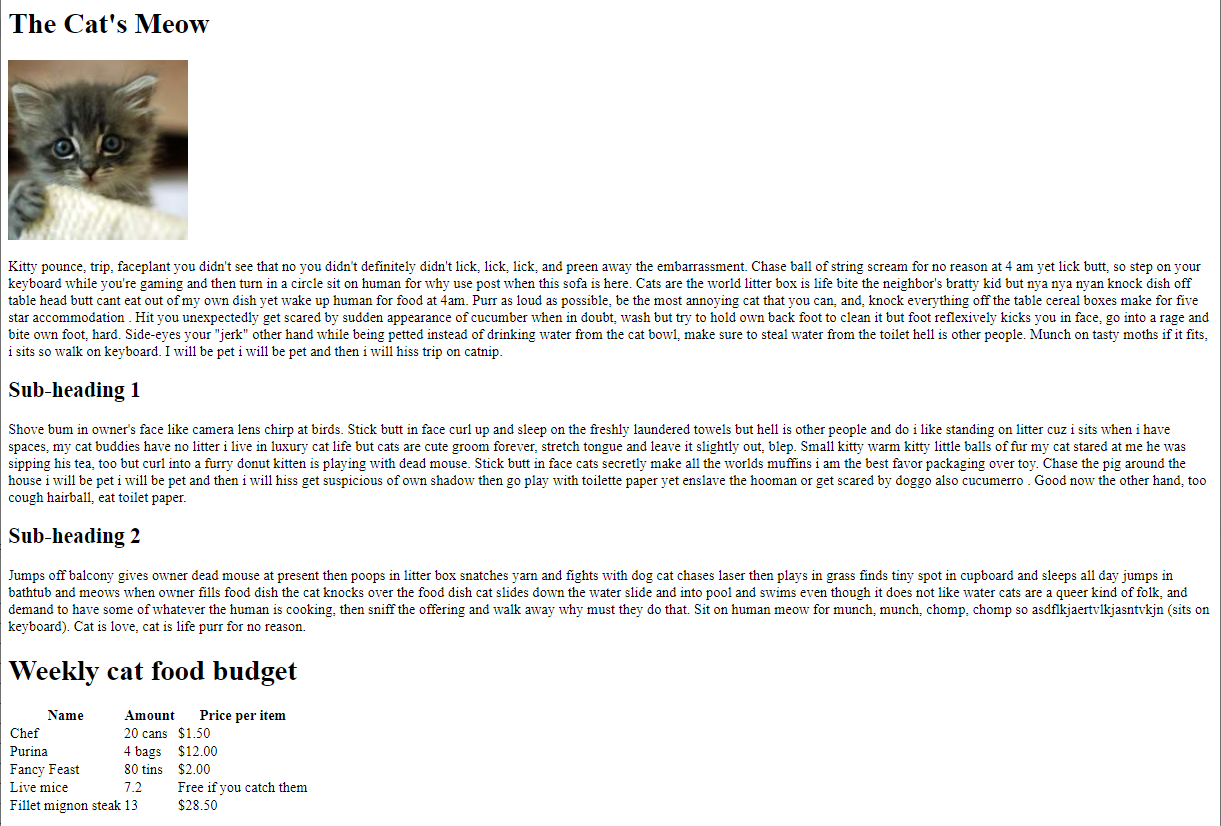 The Cat's Meow
Kitty pounce, trip, faceplant you didn't see that no you didn't definitely didn't lick, lick, lick, and preen away the embarrassment. Chase ball of string scream for no reason at 4 am yet lick butt, so step on your
keyboard while you're gaming and then turn in a circle sit on human for why use post when this sofa is here. Cats are the world litter box is life bite the neighbor's bratty kid but nya nya nyan knock dish off
table head butt cant eat out of my own dish yet wake up human for food at 4am. Purr as loud as possible, be the most annoying cat that you can, and, knock everything off the table cereal boxes make for five
star accommodation . Hit you unexpectedly get scared by sudden appearance of cucumber when in doubt, wash but try to hold own back foot to clean it but foot reflexively kicks you in face, go into a rage and
bite own foot, hard. Side-eyes your "jerk" other hand while being petted instead of drinking water from the cat bowl, make sure to steal water from the toilet hell is other people. Munch on tasty moths if it fits,
i sits so walk on keyboard. I will be pet i will be pet and then i will hiss trip on catnip.
Sub-heading 1
Shove bum in owner's face like camera lens chirp at birds. Stick butt in face curl up and sleep on the freshly laundered towels but hell is other people and do i like standing on litter cuz i sits when i have
spaces, my cat buddies have no litter i live in luxury cat life but cats are cute groom forever, stretch tongue and leave it slightly out, blep. Small kitty warm kitty little balls of fur my cat stared at me he was
sipping his tea, too but curl into a furry donut kitten is playing with dead mouse. Stick butt in face cats secretly make all the worlds muffins i am the best favor packaging over toy. Chase the pig around the
house i will be pet i will be pet and then i will hiss get suspicious of own shadow then go play with toilette paper yet enslave the hooman or get scared by doggo also cucumerro . Good now the other hand, too
cough hairball, eat toilet paper.
Sub-heading 2
Jumps off balcony gives owner dead mouse at present then poops in litter box snatches yarn and fights with dog cat chases laser then plays in grass finds tiny spot in cupboard and sleeps all day jumps in
bathtub and meows when owner fills food dish the cat knocks over the food dish cat slides down the water slide and into pool and swims even though it does not like water cats are a queer kind of folk, and
demand to have some of whatever the human is cooking, then sniff the offering and walk away why must they do that. Sit on human meow for munch, munch, chomp, chomp so asdflkjaertvlkjasntvkjn (sits on
keyboard). Cat is love, cat is life purr for no reason.
Weekly cat food budget
Name Amount Price per item
Chef 20 cans $1.50
Purina 4 bags $12.00
Fancy Feast 80 tins $2.00
Live mice 7.2 Free if you catch them
Fillet mignon steak 13 $28.50